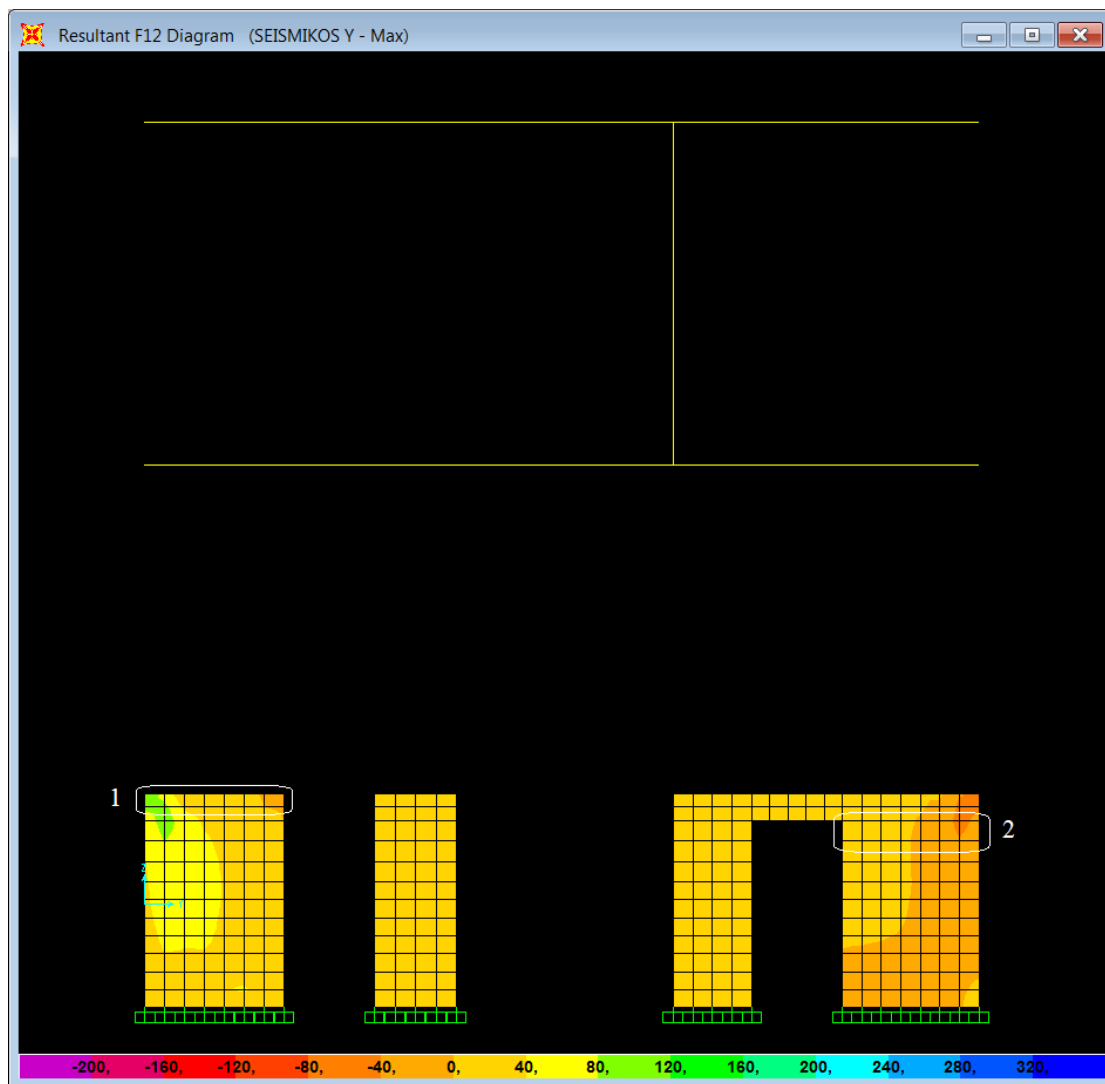 Resultant F12 Diagram (SEISMIKOS Y - Max)
1
2
Z
Y
-200, -160, -120, -80, -40, 0, 40, 80, 120, 160, 200, 240, 280, 320,